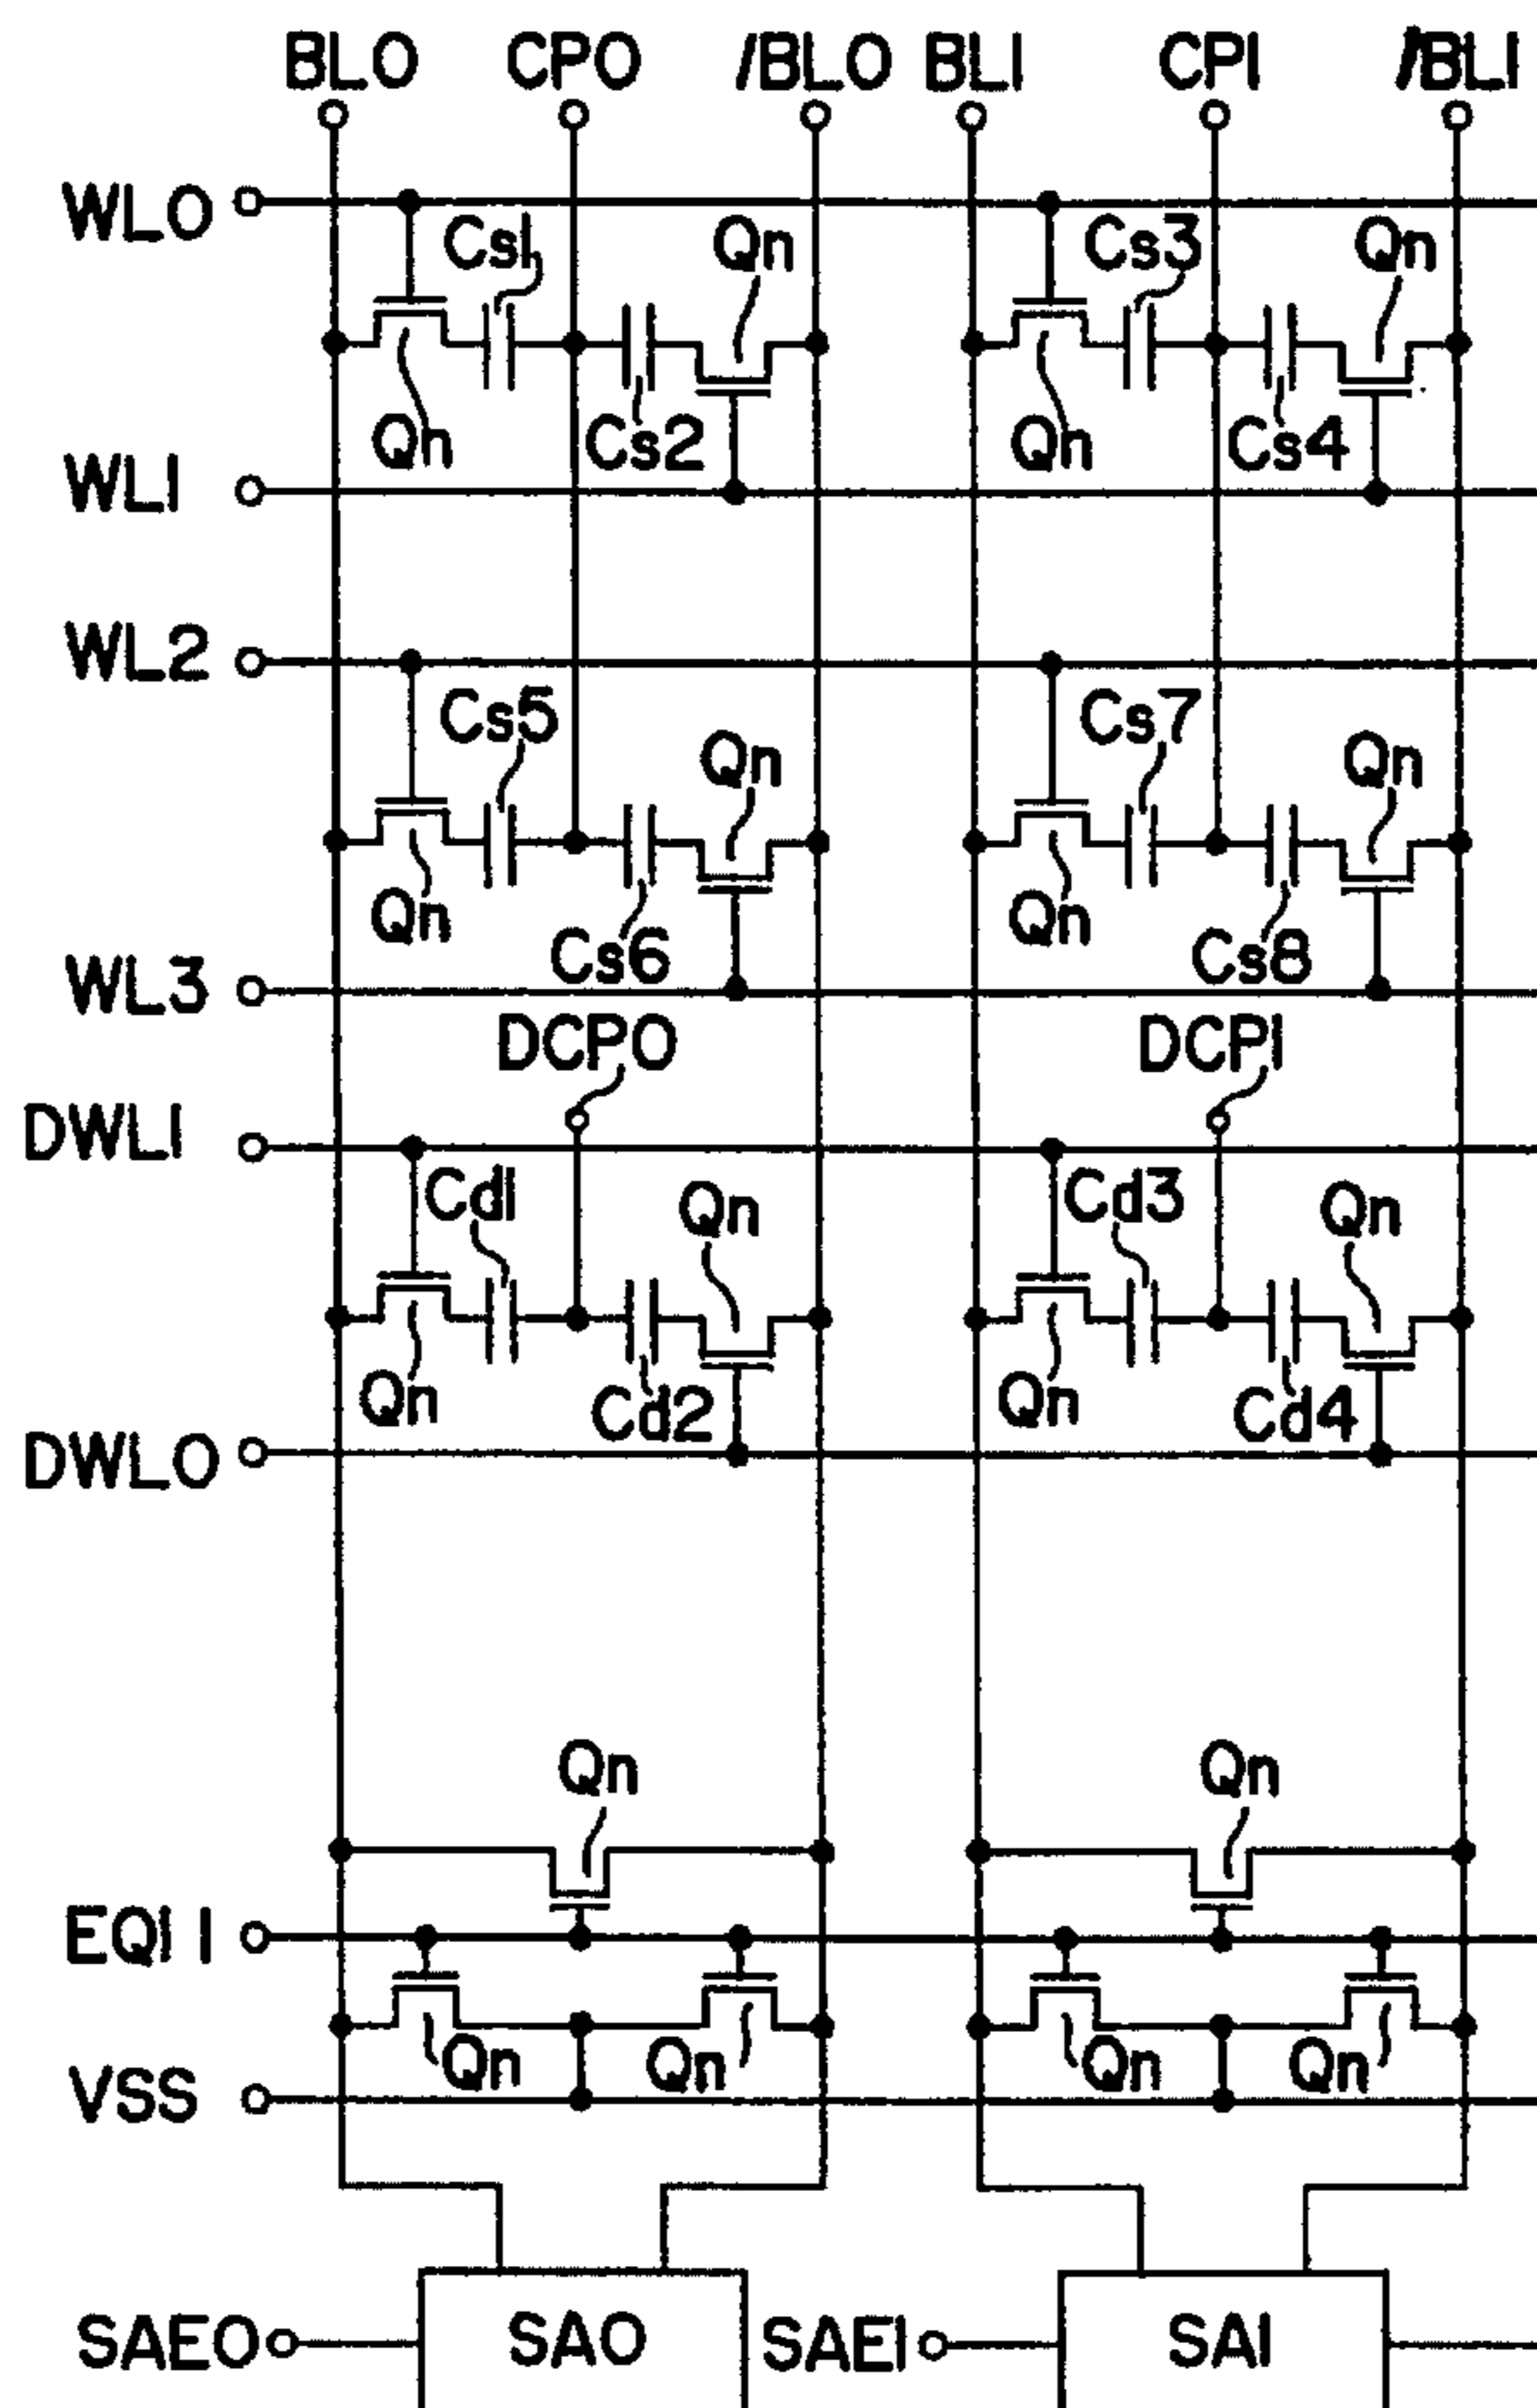 BL0 CP0 /BL0 BL1 CP1 /BL1
WL0
Cs1 Qn Cs3 Qn
Qn Cs2 Qn Cs4
WL1
WL2
Cs5 Qn Cs7 Qn
Qn Cs6 Qn Cs8
WL3
DCP0 DCP1
DWL1
Cd1 Qn Cd3 Qn
Qn Cd2 Qn Cd4
DWL0
Qn Qn
EQ11
Qn Qn Qn Qn
VSS
SAE0 SA0 SAE1 SA1